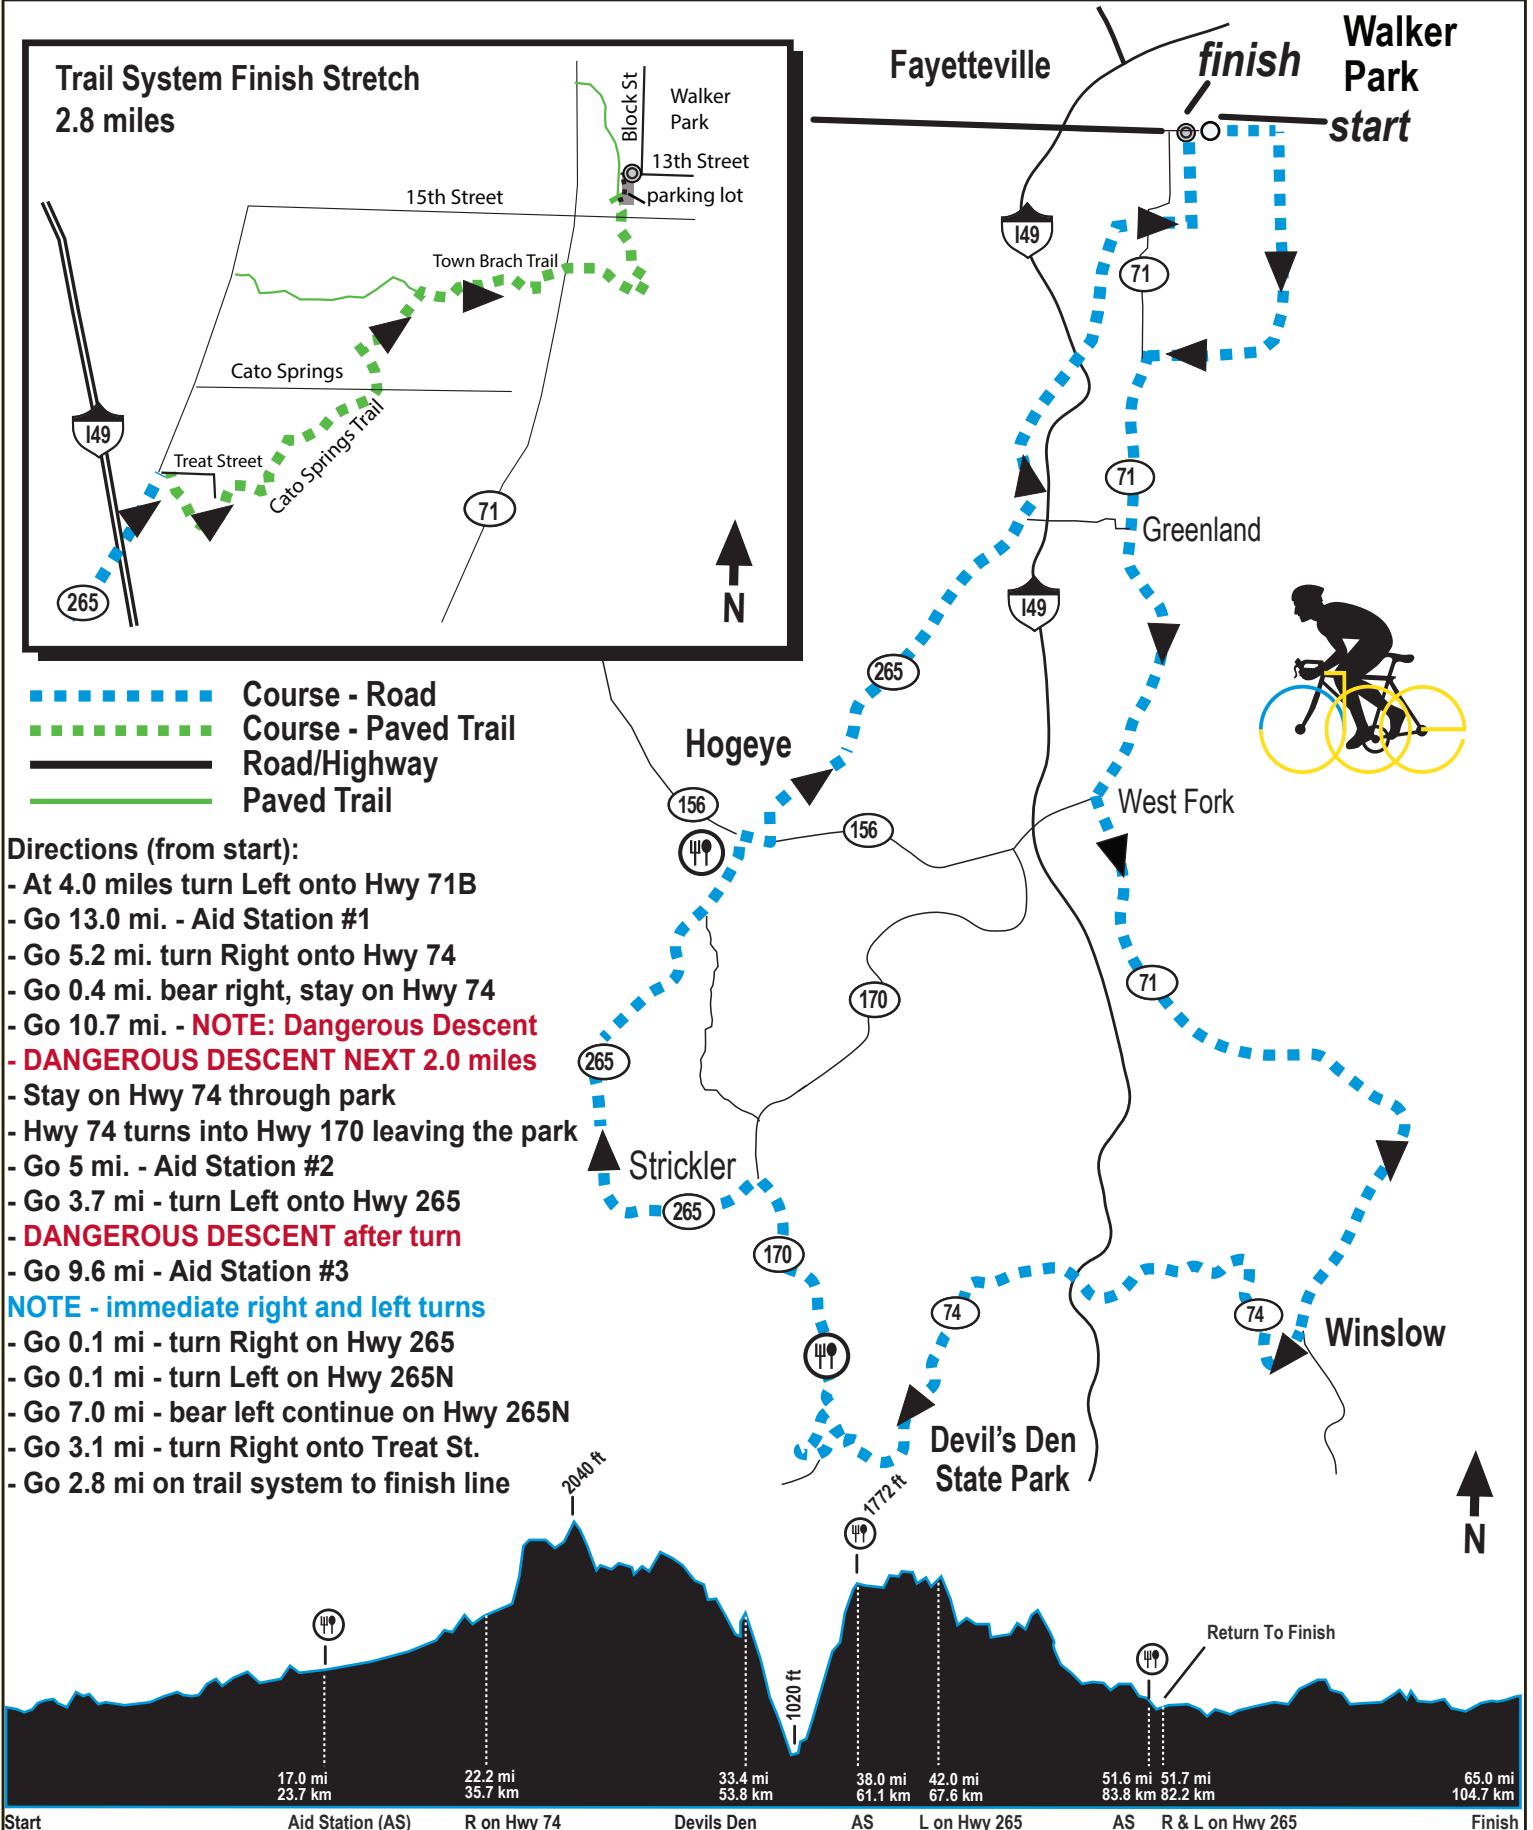 Trail System Finish Stretch
2.8 miles
Block St
Walker
Park
13th Street
parking lot
15th Street
Town Brach Trail
Cato Springs
Cato Springs Trail
Treat Street
I49
265
71
N
Fayetteville
finish
Walker
Park
start
I49
71
71
Greenland
I49
265
Hogeye
156
156
West Fork
170
71
265
Strickler
265
170
74
74
Winslow
Devil's Den
State Park
N
Course - Road
Course - Paved Trail
Road/Highway
Paved Trail
Directions (from start):
- At 4.0 miles turn Left onto Hwy 71B
- Go 13.0 mi. - Aid Station #1
- Go 5.2 mi. turn Right onto Hwy 74
- Go 0.4 mi. bear right, stay on Hwy 74
- Go 10.7 mi. - NOTE: Dangerous Descent
- DANGEROUS DESCENT NEXT 2.0 miles
- Stay on Hwy 74 through park
- Hwy 74 turns into Hwy 170 leaving the park
- Go 5 mi. - Aid Station #2
- Go 3.7 mi - turn Left onto Hwy 265
- DANGEROUS DESCENT after turn
- Go 9.6 mi - Aid Station #3
NOTE - immediate right and left turns
- Go 0.1 mi - turn Right on Hwy 265
- Go 0.1 mi - turn Left on Hwy 265N
- Go 7.0 mi - bear left continue on Hwy 265N
- Go 3.1 mi - turn Right onto Treat St.
- Go 2.8 mi on trail system to finish line
2040 ft
1772 ft
1020 ft
Return To Finish
17.0 mi
23.7 km
22.2 mi
35.7 km
33.4 mi
53.8 km
38.0 mi
61.1 km
42.0 mi
67.6 km
51.6 mi
83.8 km
51.7 mi
82.2 km
65.0 mi
104.7 km
Start
Aid Station (AS)
R on Hwy 74
Devils Den
AS
L on Hwy 265
AS
R & L on Hwy 265
Finish